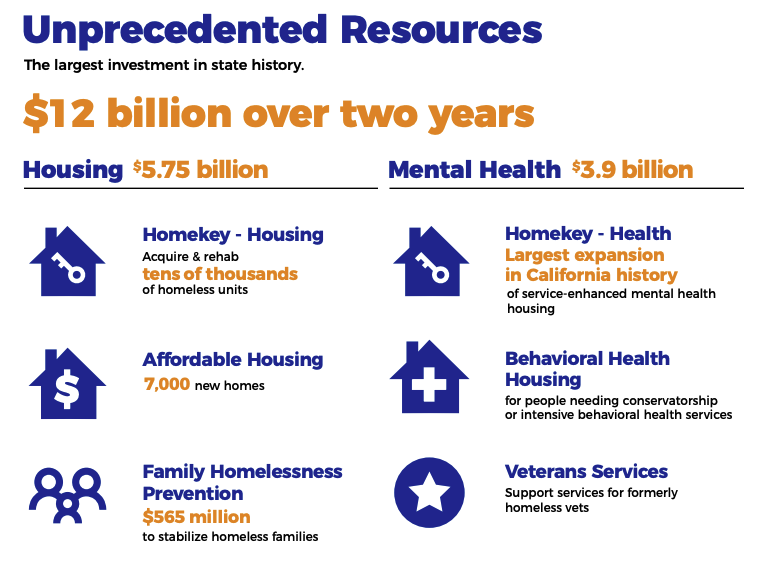 Unprecedented Resources
The largest investment in state history.
$12 billion over two years
Housing $5.75 billion
Homekey - Housing
Acquire & rehab
tens of thousands
of homeless units
Affordable Housing
7,000 new homes
Family Homelessness
Prevention
$565 million
to stabilize homeless families
Mental Health $3.9 billion
Homekey - Health
Largest expansion
in California history
of service-enhanced mental health
housing
Behavioral Health
Housing
for people needing conservatorship
or intensive behavioral health services
Veterans Services
Support services for formerly
homeless vets